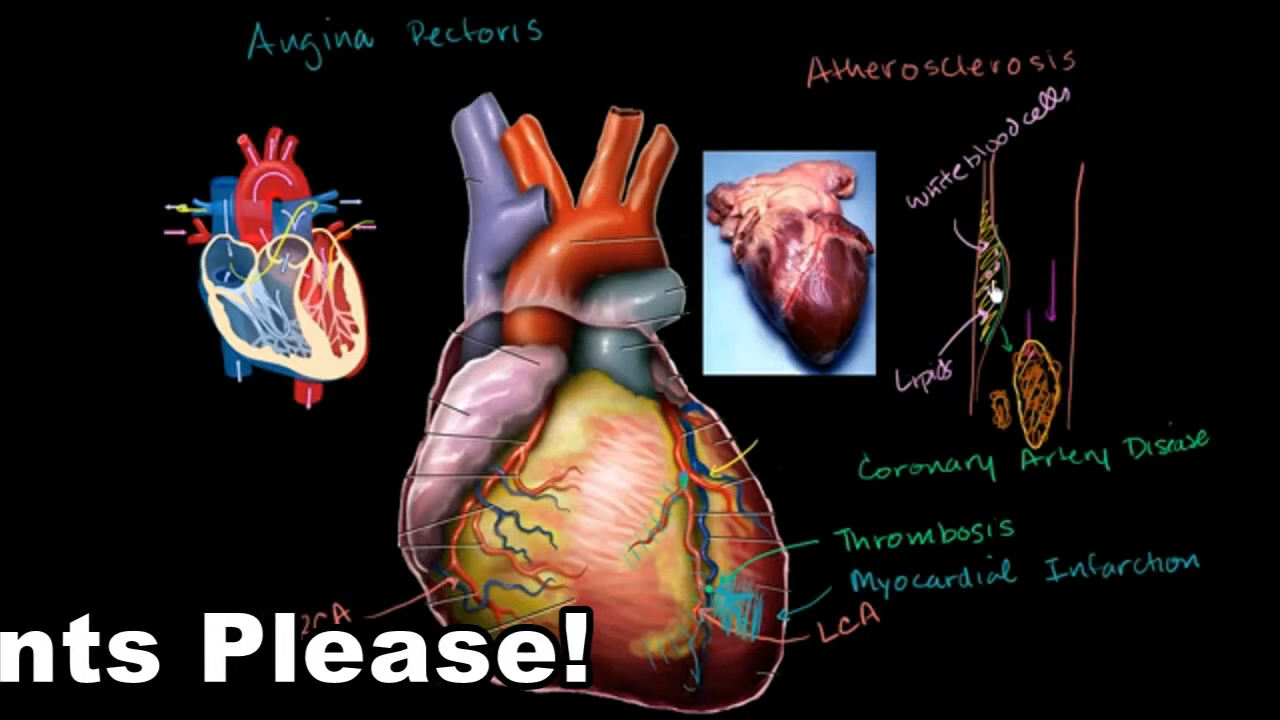 Angina Pectoris
Atherosclerosis
White blood cells
Lipids
Coronary Artery Disease
Thrombosis
Myocardial Infarction
LCA
nts Please!